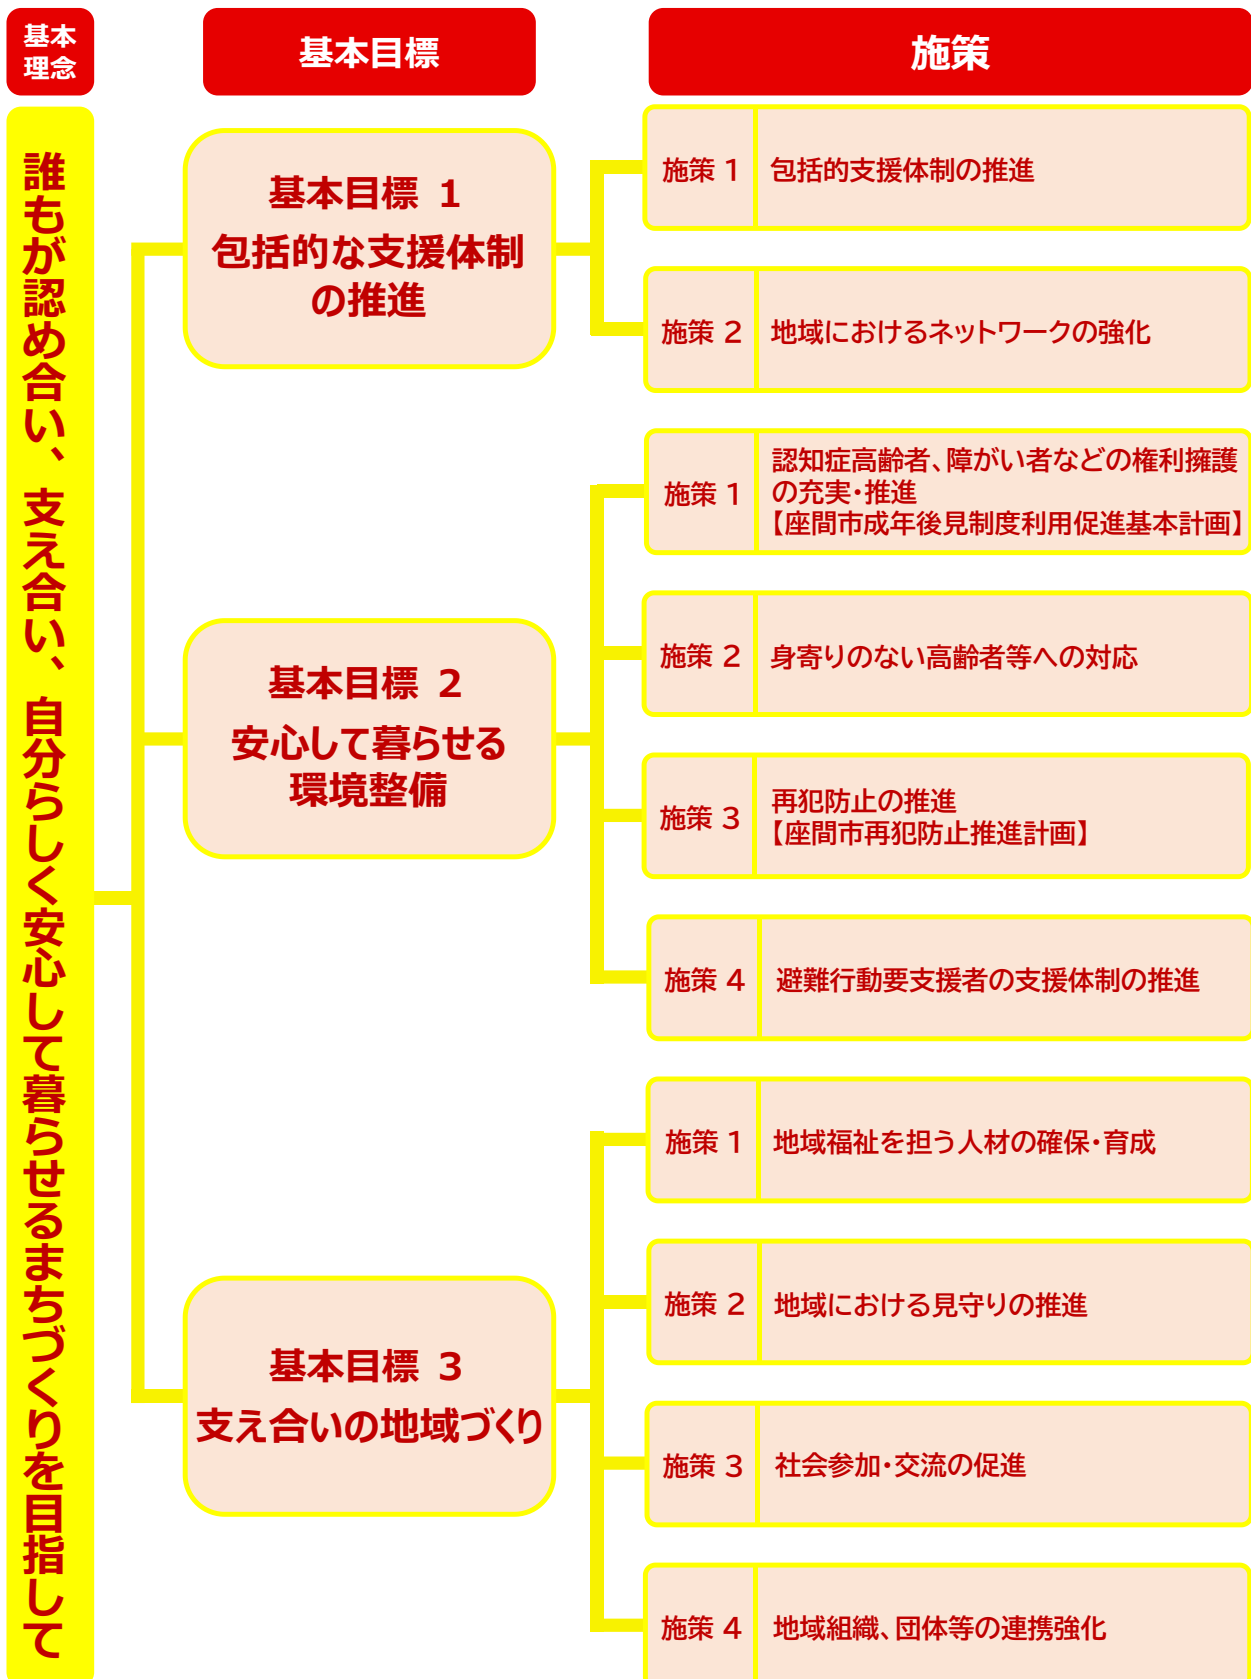 基本
理念
基本目標
施策
誰もが認め合い、支え合い、自分らしく安心して暮らせるまちづくりを目指して
基本目標 1
包括的な支援体制
の推進
施策 1
包括的支援体制の推進
施策 2
地域におけるネットワークの強化
基本目標 2
安心して暮らせる
環境整備
施策 1
認知症高齢者、障がい者などの権利擁護
の充実・推進
【座間市成年後見制度利用促進基本計画】
施策 2
身寄りのない高齢者等への対応
施策 3
再犯防止の推進
【座間市再犯防止推進計画】
施策 4
避難行動要支援者の支援体制の推進
基本目標 3
支え合いの地域づくり
施策 1
地域福祉を担う人材の確保・育成
施策 2
地域における見守りの推進
施策 3
社会参加・交流の促進
施策 4
地域組織、団体等の連携強化